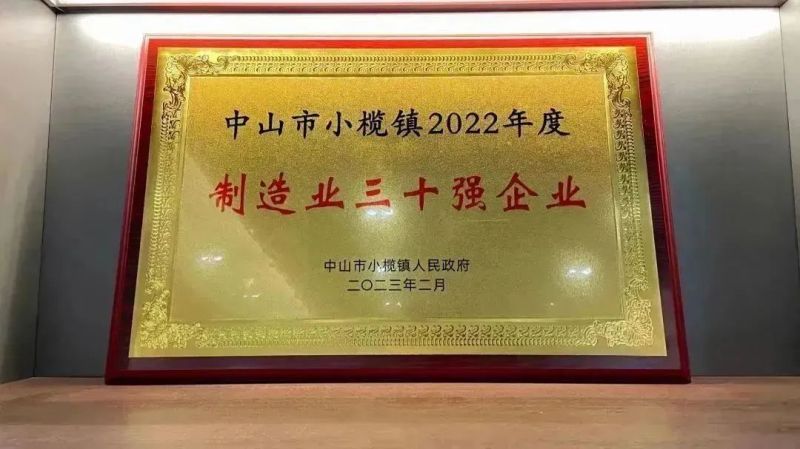 中山市小榄镇2022年度
制造业三十强企业
中山市小榄镇人民政府
二〇二三年二月